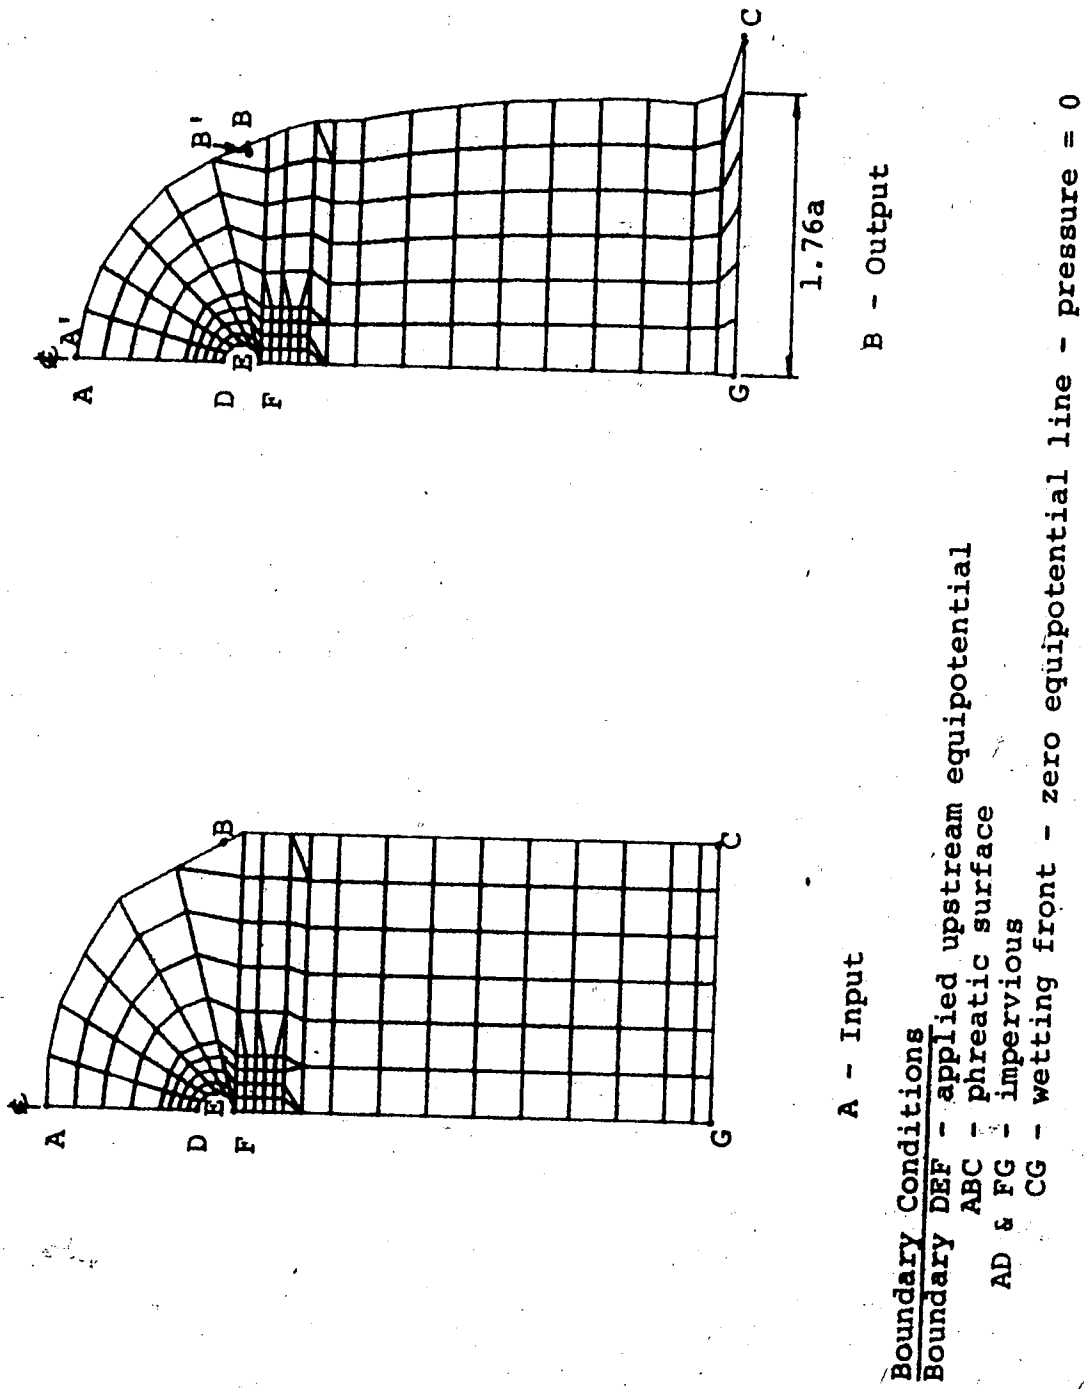 ℄
A
D
E
F
B
G
C
A - Input
℄
A
A'
B'
B
D
E
F
G
C
1.76a
B - Output
Boundary Conditions
Boundary DEF - applied upstream equipotential
ABC - phreatic surface
AD & FG - impervious
CG - wetting front - zero equipotential line - pressure = 0